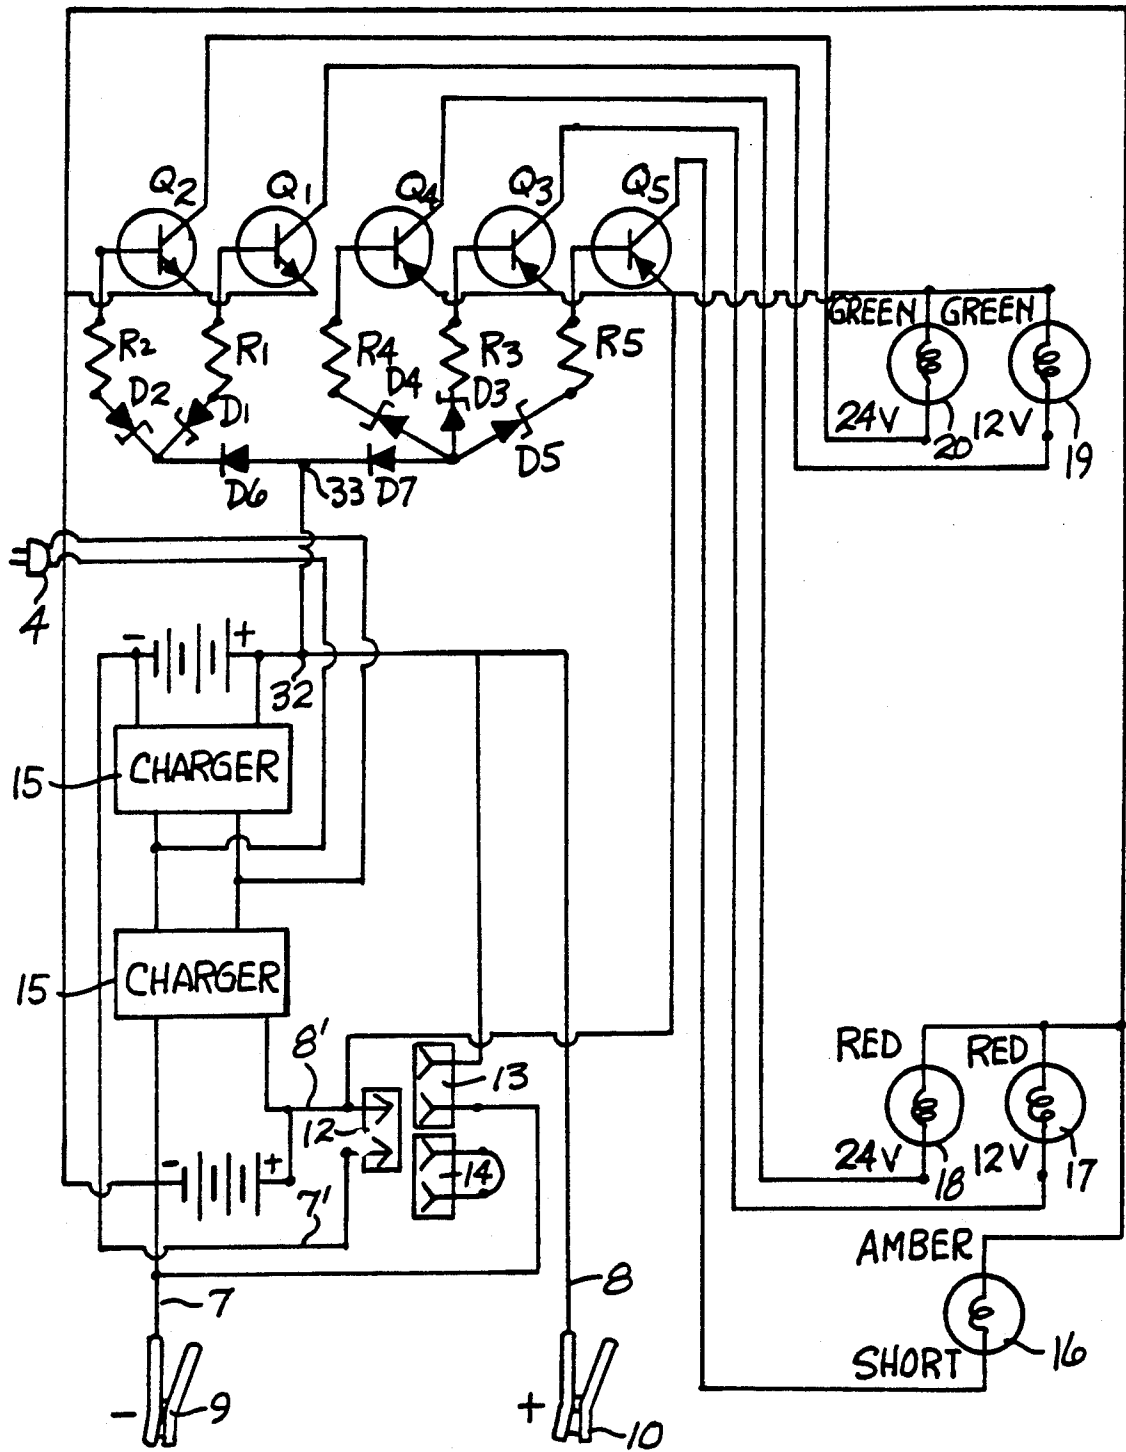 Q2 Q1 Q4 Q3 Q5
GREEN GREEN
R2 R1 R4 R3 R5
D4 D3
D2 D1
24V 20 12V 19
D5
D6 33 D7
4
- +
32
15 CHARGER
15 CHARGER
8'
13
RED RED
12
- + 14
24V 18 12V 17
7'
AMBER
7 8
16
SHORT
- 9 + 10